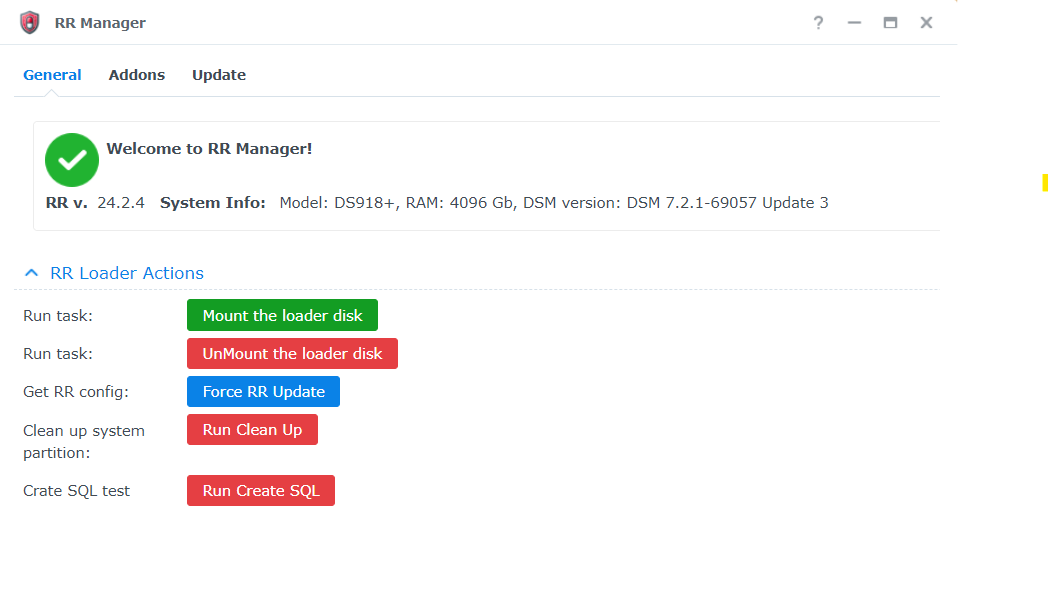 RR Manager
General Addons Update
Welcome to RR Manager!
RR v. 24.2.4 System Info: Model: DS918+, RAM: 4096 Gb, DSM version: DSM 7.2.1-69057 Update 3
RR Loader Actions
Run task: Mount the loader disk
Run task: UnMount the loader disk
Get RR config: Force RR Update
Clean up system Run Clean Up
partition:
Crate SQL test Run Create SQL